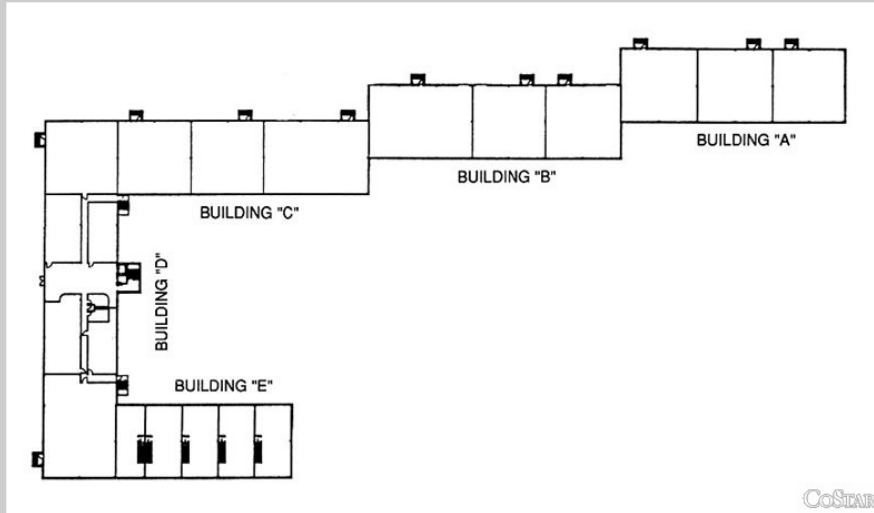 BUILDING "A"
BUILDING "B"
BUILDING "C"
BUILDING "D"
BUILDING "E"
COSTAR